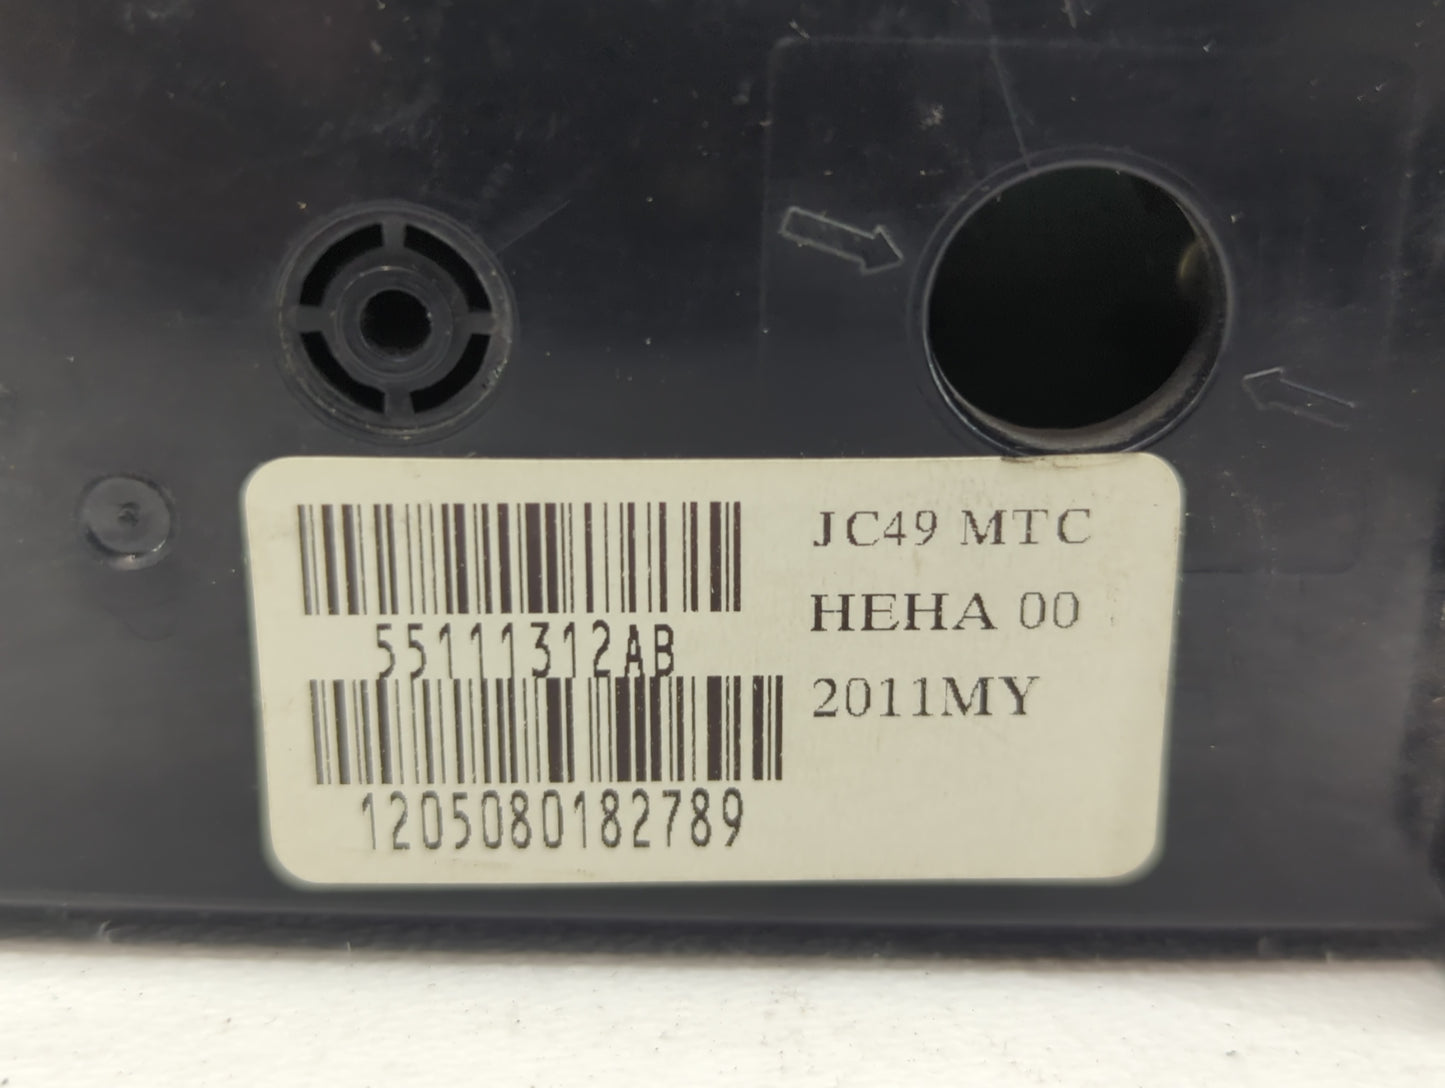 JC49 MTC
HEHA 00
2011MY
55111312AB
1205080182789